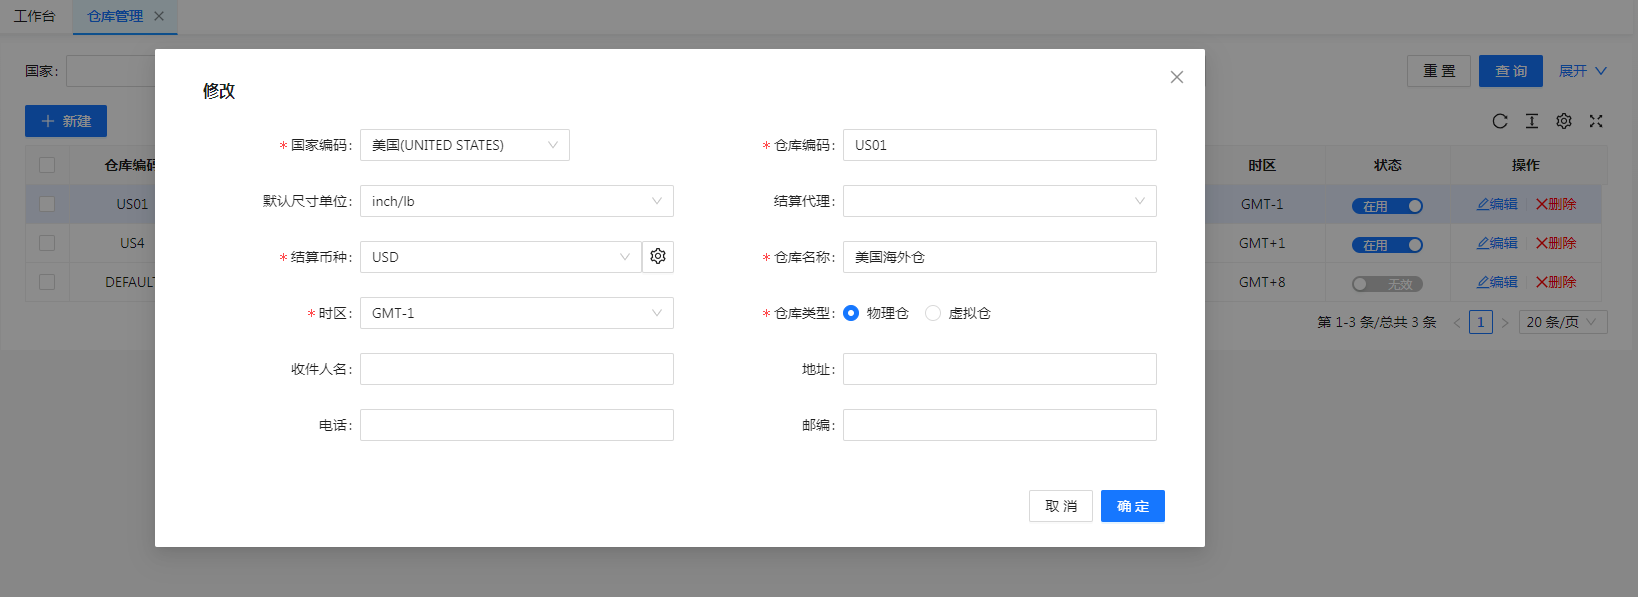 工作台 仓库管理
国家: 重置 查询 展开
修改
新建
* 国家编码: 美国(UNITED STATES) * 仓库编码: US01
仓库编码 时区 状态 操作
默认尺寸单位: inch/lb 结算代理:
US01 GMT-1 在用 编辑 删除
US4 GMT+1 在用 编辑 删除
* 结算币种: USD * 仓库名称: 美国海外仓
DEFAULT GMT+8 无效 编辑 删除
* 时区: GMT-1 * 仓库类型: 物理仓 虚拟仓
第 1-3 条/总共 3 条 < 1 > 20 条/页
收件人名: 地址:
电话: 邮编:
取消 确定